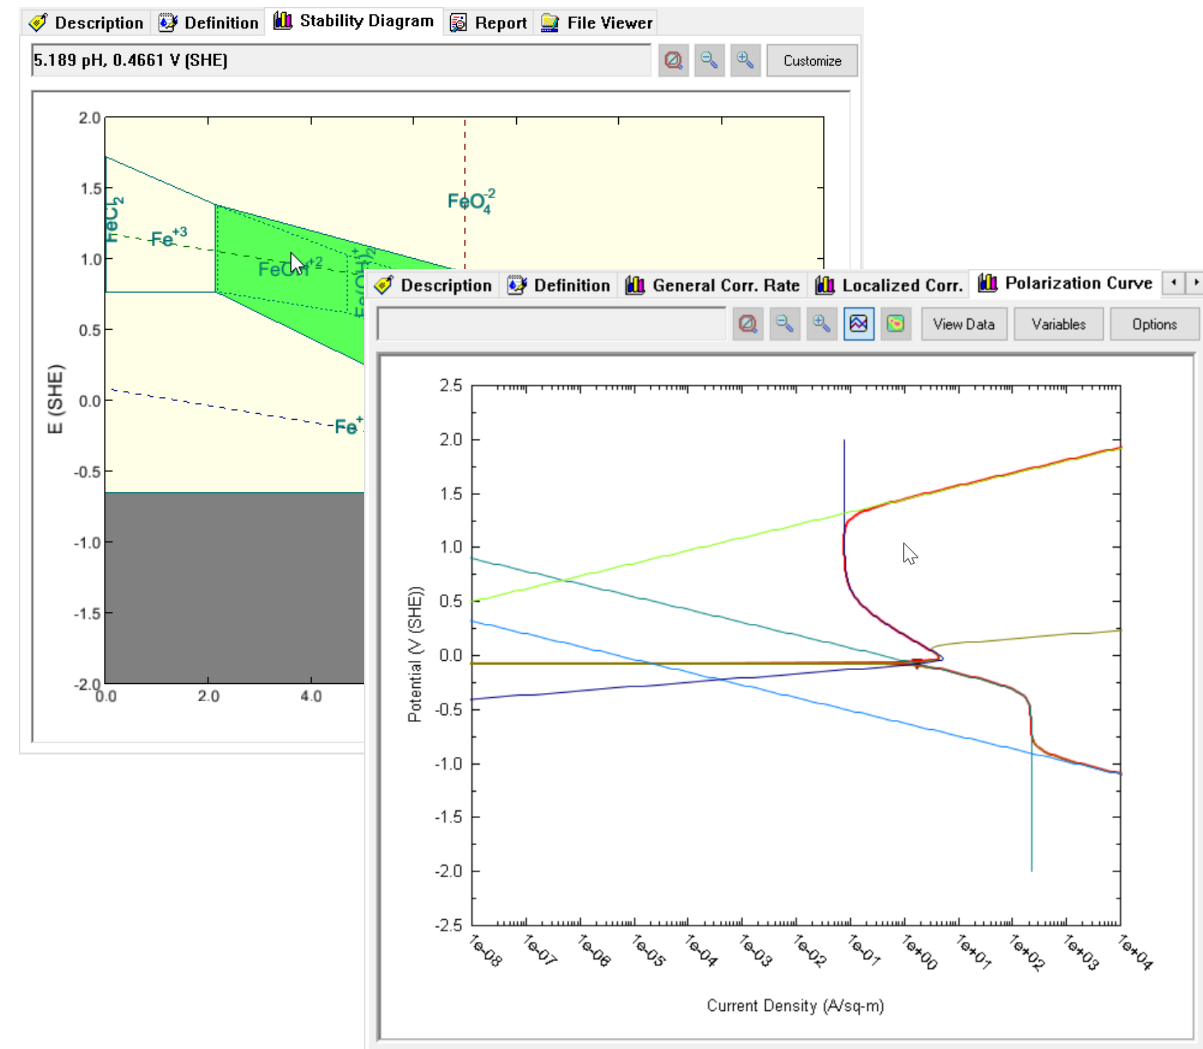 Description Definition Stability Diagram Report File Viewer
5.189 pH, 0.4661 V (SHE)
Customize
2.0
1.5
1.0
0.5
0.0
-0.5
-1.0
-1.5
-2.0
E (SHE)
0.0 2.0 4.0
FeCl2
Fe+3
FeO4-2
Fe(OH)2+
Fe+
Description Definition General Corr. Rate Localized Corr. Polarization Curve
View Data Variables Options
2.5
2.0
1.5
1.0
0.5
0.0
-0.5
-1.0
-1.5
-2.0
-2.5
Potential (V (SHE))
1e-08 1e-07 1e-06 1e-05 1e-04 1e-03 1e-02 1e-01 1e+00 1e+01 1e+02 1e+03 1e+04
Current Density (A/sq-m)